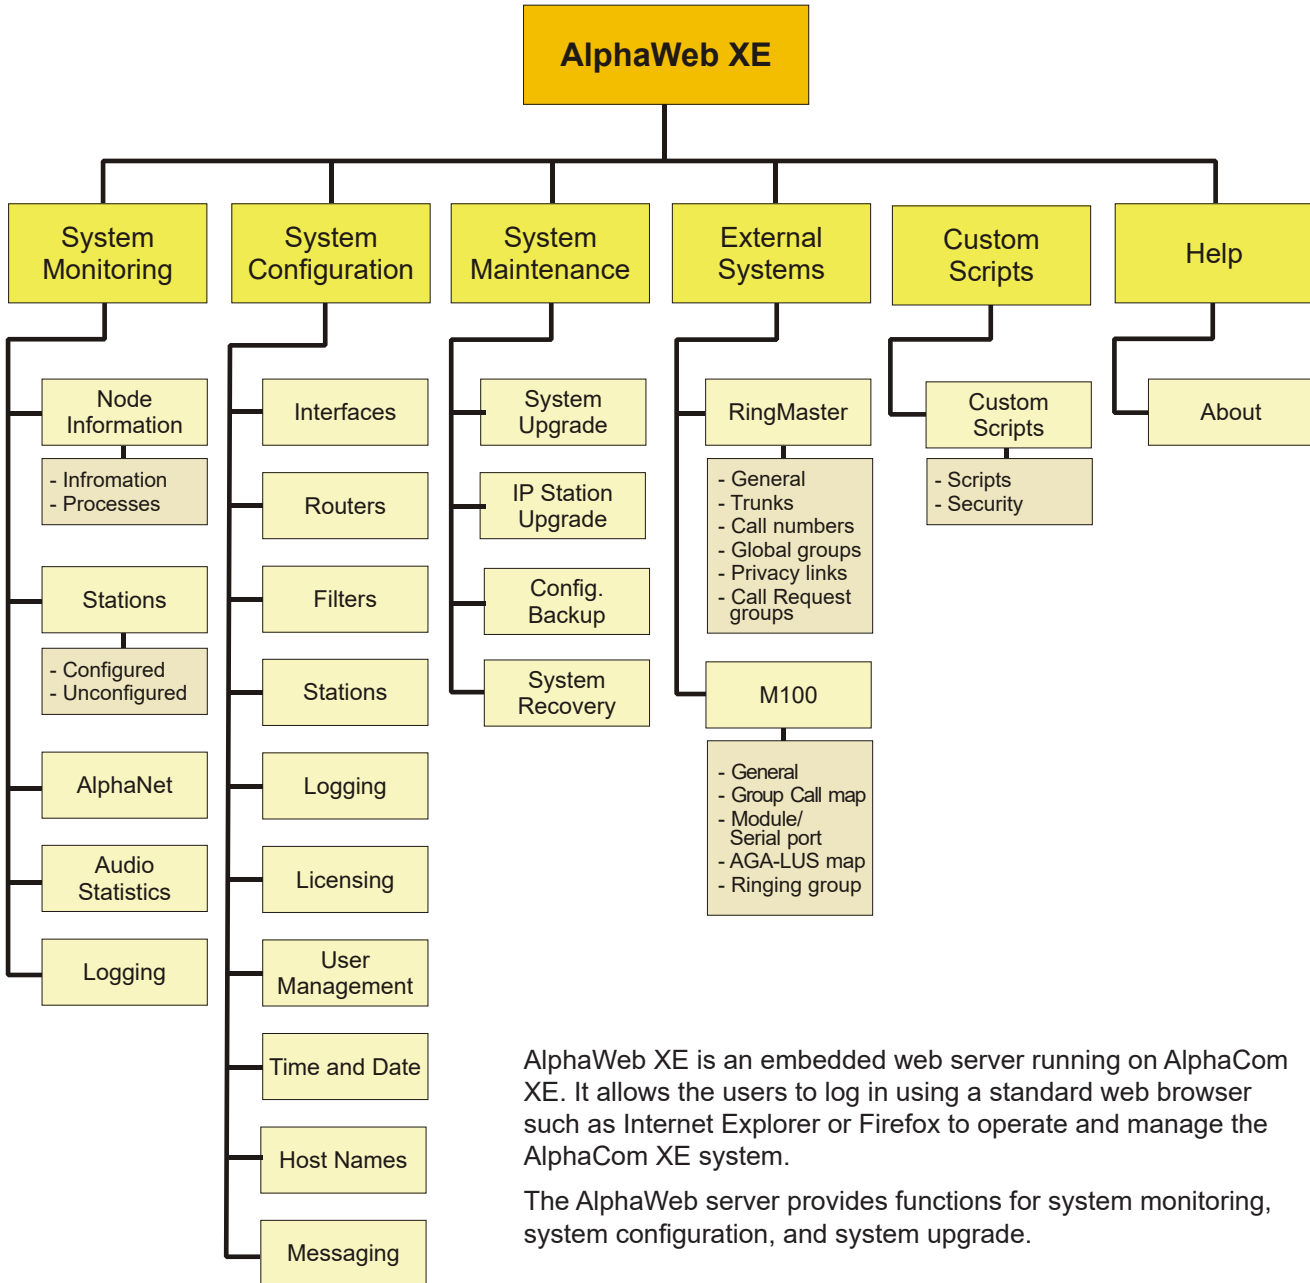 AlphaWeb XE
System
Monitoring
System
Configuration
System
Maintenance
External
Systems
Custom
Scripts
Help
Node
Information
- Infromation
- Processes
Stations
- Configured
- Unconfigured
AlphaNet
Audio
Statistics
Logging
Interfaces
Routers
Filters
Stations
Logging
Licensing
User
Management
Time and Date
Host Names
Messaging
System
Upgrade
IP Station
Upgrade
Config.
Backup
System
Recovery
RingMaster
- General
- Trunks
- Call numbers
- Global groups
- Privacy links
- Call Request
groups
M100
- General
- Group Call map
- Module/
Serial port
- AGA-LUS map
- Ringing group
Custom
Scripts
- Scripts
- Security
About
AlphaWeb XE is an embedded web server running on AlphaCom
XE. It allows the users to log in using a standard web browser
such as Internet Explorer or Firefox to operate and manage the
AlphaCom XE system.
The AlphaWeb server provides functions for system monitoring,
system configuration, and system upgrade.